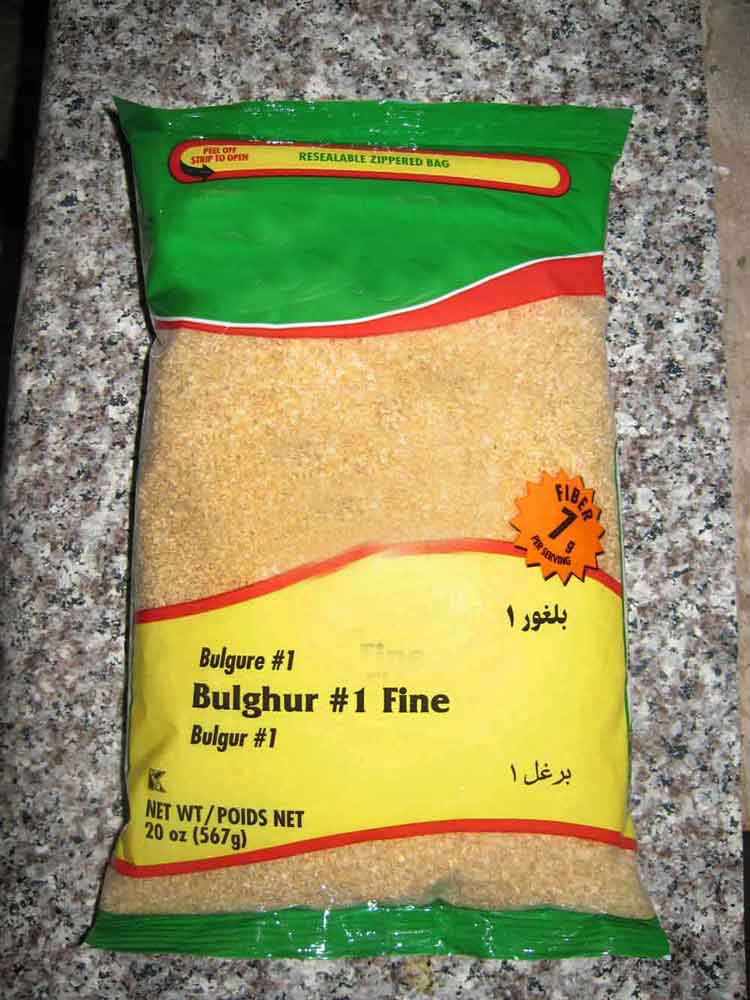 PEEL OFF
STRIP TO OPEN
RESEALABLE ZIPPERED BAG
FIBER
7g
PER SERVING
بلغور ١
Bulgure #1
Fine
Bulghur #1 Fine
Bulgur #1
برغل ١
K
NET WT/POIDS NET
20 oz (567g)